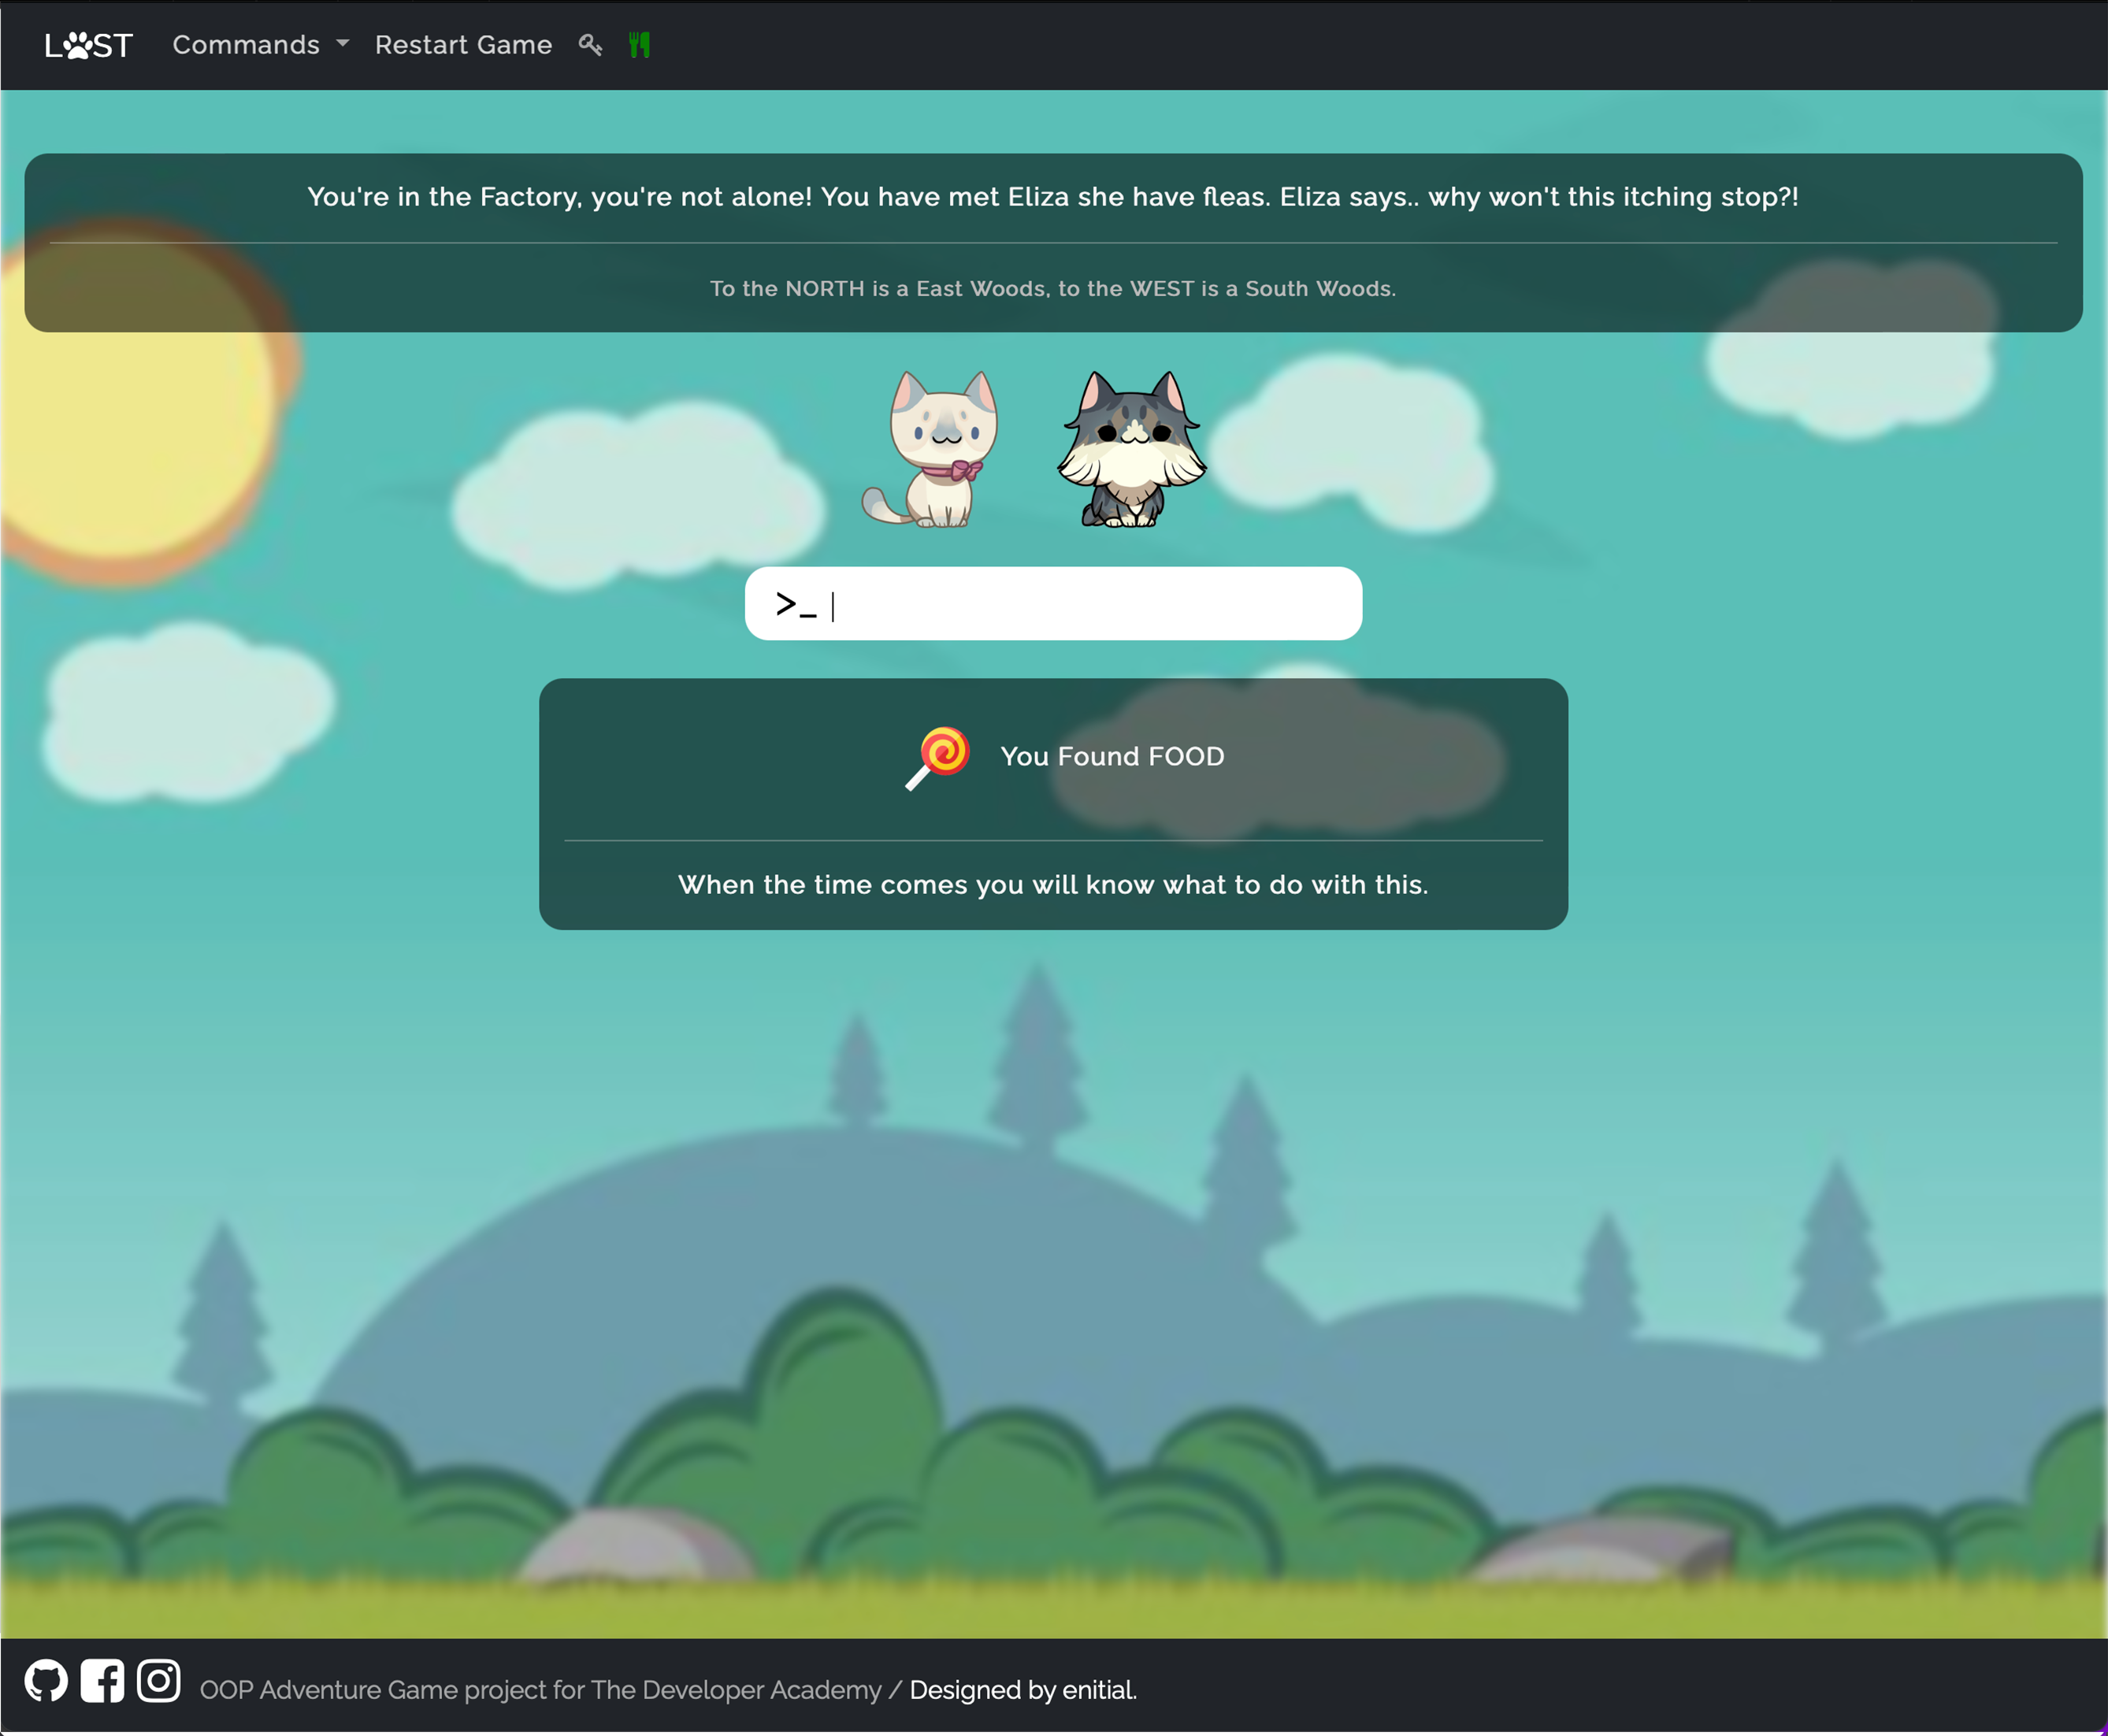 LOST Commands Restart Game
You're in the Factory, you're not alone! You have met Eliza she have fleas. Eliza says.. why won't this itching stop?!
To the NORTH is a East Woods, to the WEST is a South Woods.
>_
You Found FOOD
When the time comes you will know what to do with this.
OOP Adventure Game project for The Developer Academy / Designed by enitial.